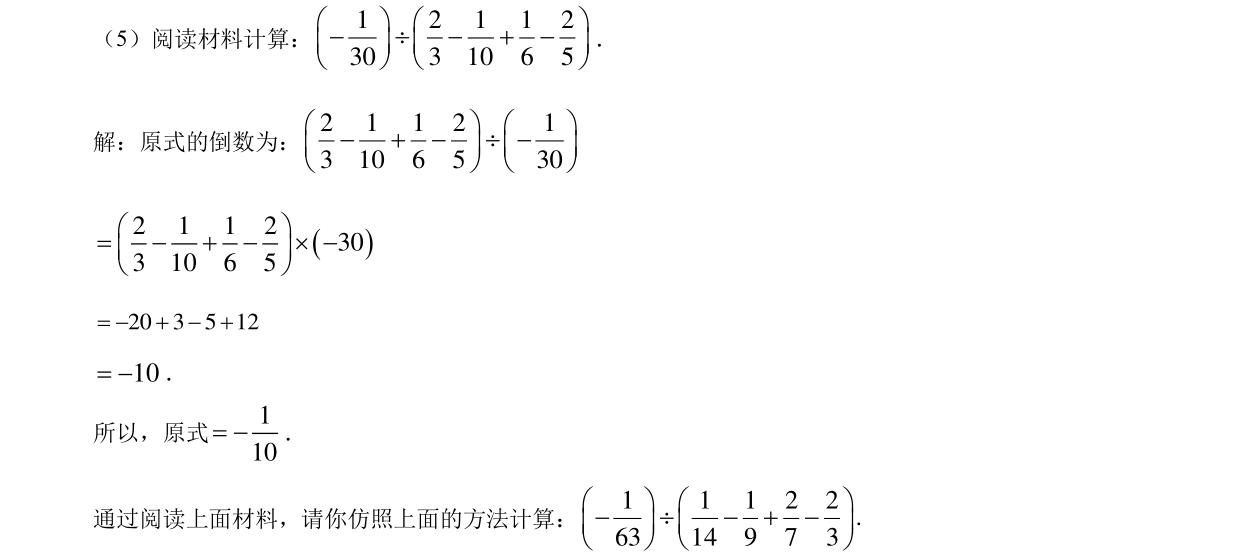 （5）阅读材料计算：(−1/30)÷(2/3−1/10+1/6−2/5)．
解：原式的倒数为：(2/3−1/10+1/6−2/5)÷(−1/30)
=(2/3−1/10+1/6−2/5)×(−30)
=−20+3−5+12
=−10．
所以，原式=−1/10．
通过阅读上面材料，请你仿照上面的方法计算：(−1/63)÷(1/14−1/9+2/7−2/3).